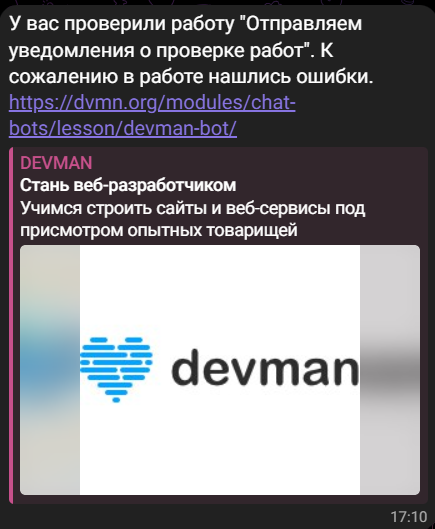 У вас проверили работу "Отправляем
уведомления о проверке работ". К
сожалению в работе нашлись ошибки.
https://dvmn.org/modules/chat-
bots/lesson/devman-bot/
DEVMAN
Стань веб-разработчиком
Учимся строить сайты и веб-сервисы под
присмотром опытных товарищей
devman
17:10